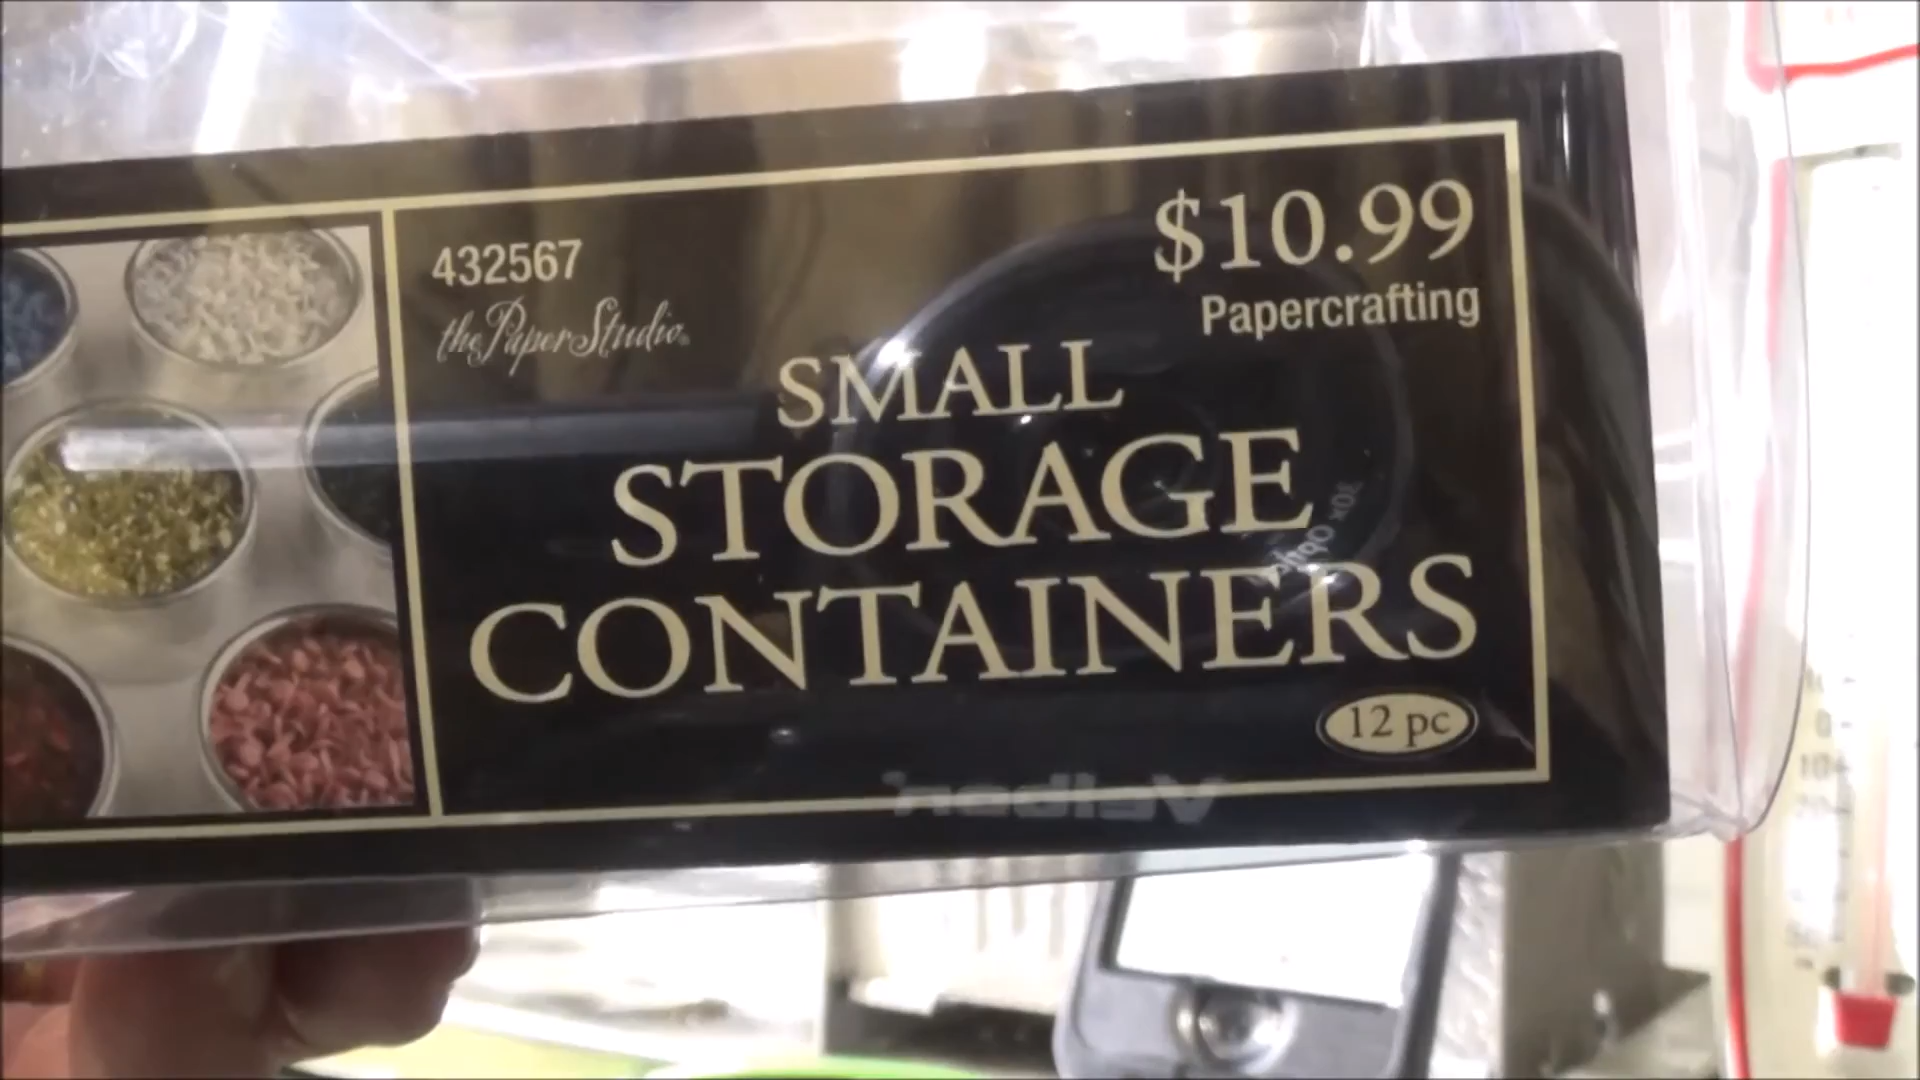 432567
the Paper Studio
$10.99
Papercrafting
SMALL
STORAGE
CONTAINERS
12 pc